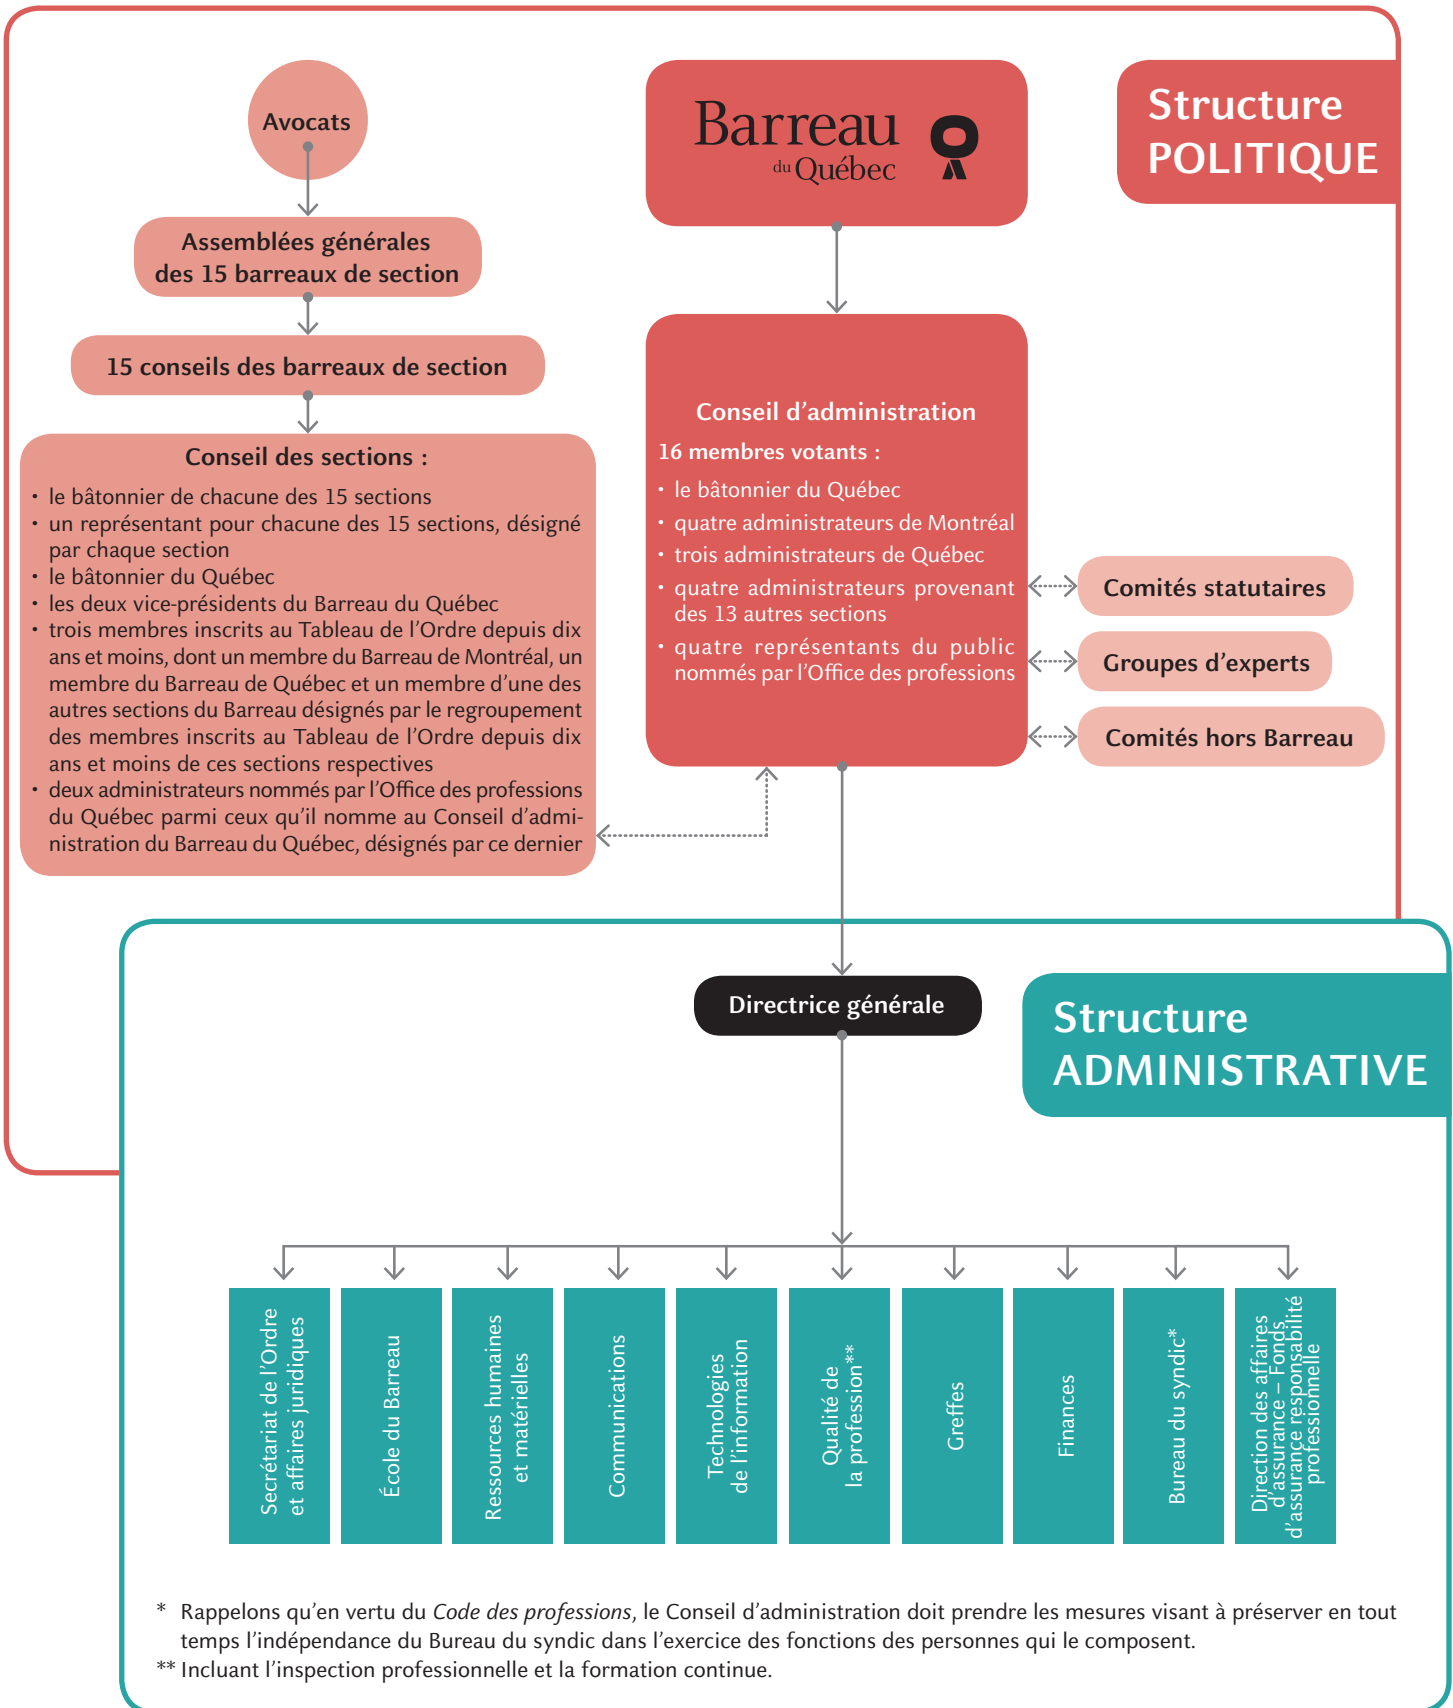 Avocats
Assemblées générales
des 15 barreaux de section
15 conseils des barreaux de section
Conseil des sections :
• le bâtonnier de chacune des 15 sections
• un représentant pour chacune des 15 sections, désigné
par chaque section
• le bâtonnier du Québec
• les deux vice-présidents du Barreau du Québec
• trois membres inscrits au Tableau de l’Ordre depuis dix
ans et moins, dont un membre du Barreau de Montréal, un
membre du Barreau de Québec et un membre d’une des
autres sections du Barreau désignés par le regroupement
des membres inscrits au Tableau de l’Ordre depuis dix
ans et moins de ces sections respectives
• deux administrateurs nommés par l’Office des professions
du Québec parmi ceux qu’il nomme au Conseil d’admi-
nistration du Barreau du Québec, désignés par ce dernier
Barreau
du Québec
Structure
POLITIQUE
Conseil d’administration
16 membres votants :
• le bâtonnier du Québec
• quatre administrateurs de Montréal
• trois administrateurs de Québec
• quatre administrateurs provenant
des 13 autres sections
• quatre représentants du public
nommés par l’Office des professions
Comités statutaires
Groupes d’experts
Comités hors Barreau
Directrice générale
Structure
ADMINISTRATIVE
Secrétariat de l’Ordre
et affaires juridiques
École du Barreau
Ressources humaines
et matérielles
Communications
Technologies
de l’information
Qualité de
la profession**
Greffes
Finances
Bureau du syndic*
Direction des affaires
d’assurance – Fonds
d’assurance responsabilité
professionnelle
* Rappelons qu’en vertu du Code des professions, le Conseil d’administration doit prendre les mesures visant à préserver en tout
temps l’indépendance du Bureau du syndic dans l’exercice des fonctions des personnes qui le composent.
** Incluant l’inspection professionnelle et la formation continue.